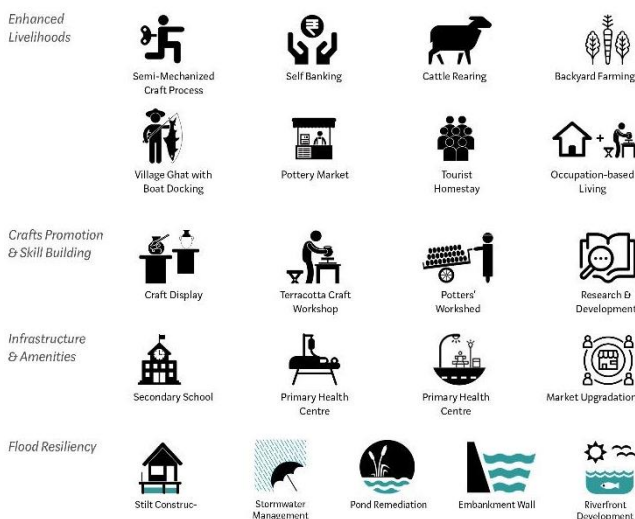 Enhanced
Livelihoods
Semi-Mechanized
Craft Process
Self Banking
Cattle Rearing
Backyard Farming
Village Ghat with
Boat Docking
Pottery Market
Tourist
Homestay
Occupation-based
Living
Crafts Promotion
& Skill Building
Craft Display
Terracotta Craft
Workshop
Potters'
Workshed
Research &
Development
Infrastructure
& Amenities
Secondary School
Primary Health
Centre
Primary Health
Centre
Market Upgradation
Flood Resiliency
Stilt Construc-
Stormwater
Management
Pond Remediation
Embankment Wall
Riverfront
Development